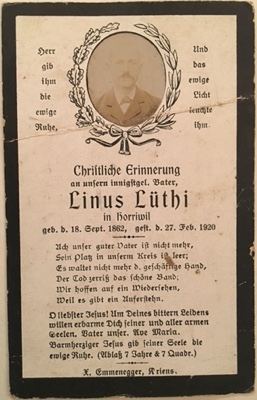 Herr
gib
ihm
die
ewige
Ruhe,
Und
das
ewige
Licht
leuchte
ihm
Christliche Erinnerung
an unsern innigstgel. Vater,
Linus Lüthi
in Horriwil
geb. d. 18. Sept. 1862, gest. d. 27. Feb. 1920
Ach unser guter Vater ist nicht mehr,
Sein Platz in unserm Kreis ist leer;
Es waltet nicht mehr d. geschäftige Hand,
Der Tod zerriß das schöne Band;
Wir hoffen auf ein Wiedersehen,
Weil es gibt ein Auferstehn.
O liebster Jesus! Um Deines bittern Leidens
willen erbarme Dich seiner und aller armen
Seelen. Vater unser. Ave Maria.
Barmherziger Jesus gib seiner Seele die
ewige Ruhe. (Ablaß 7 Jahre & 7 Quadr.)
X. Emmenegger, Kriens.